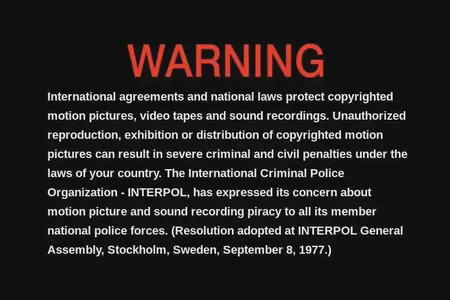 WARNING
International agreements and national laws protect copyrighted
motion pictures, video tapes and sound recordings. Unauthorized
reproduction, exhibition or distribution of copyrighted motion
pictures can result in severe criminal and civil penalties under the
laws of your country. The International Criminal Police
Organization - INTERPOL, has expressed its concern about
motion picture and sound recording piracy to all its member
national police forces. (Resolution adopted at INTERPOL General
Assembly, Stockholm, Sweden, September 8, 1977.)